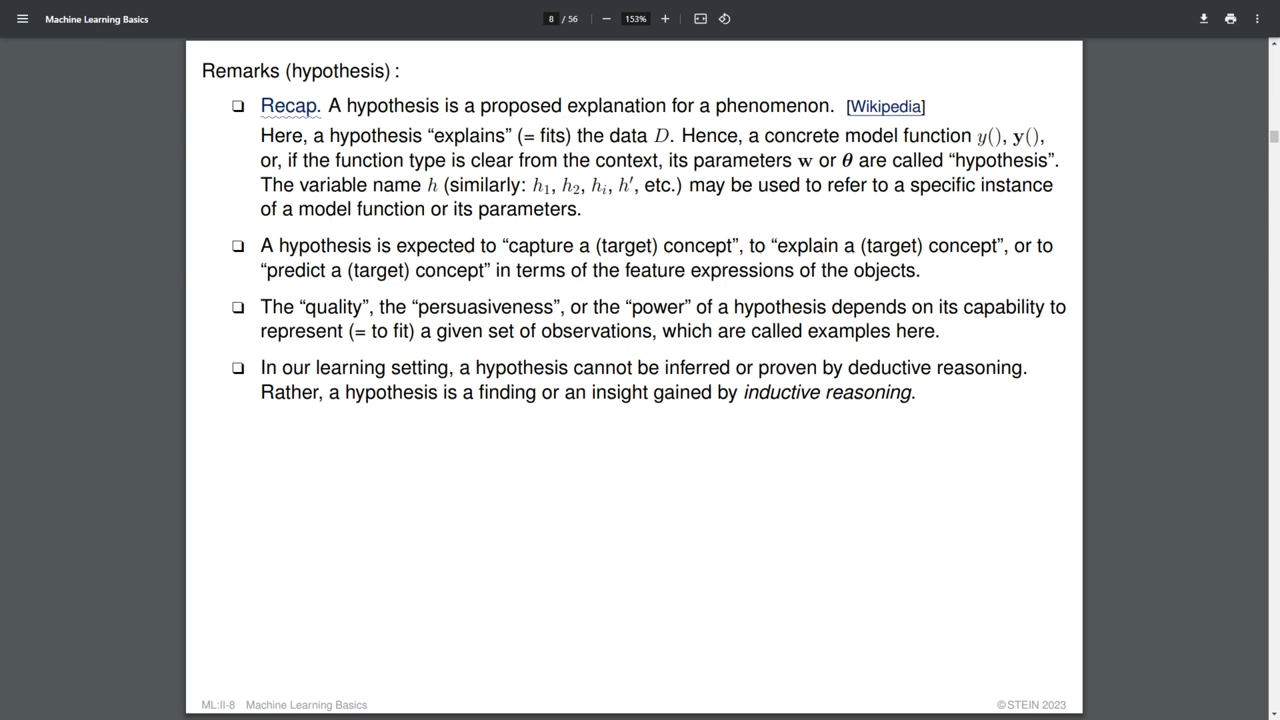 Machine Learning Basics
8 / 56
153%
Remarks (hypothesis) :
❑ Recap. A hypothesis is a proposed explanation for a phenomenon. [Wikipedia]
Here, a hypothesis “explains” (= fits) the data D. Hence, a concrete model function y(), y(),
or, if the function type is clear from the context, its parameters w or θ are called “hypothesis”.
The variable name h (similarly: h₁, h₂, hᵢ, h′, etc.) may be used to refer to a specific instance
of a model function or its parameters.
❑ A hypothesis is expected to “capture a (target) concept”, to “explain a (target) concept”, or to
“predict a (target) concept” in terms of the feature expressions of the objects.
❑ The “quality”, the “persuasiveness”, or the “power” of a hypothesis depends on its capability to
represent (= to fit) a given set of observations, which are called examples here.
❑ In our learning setting, a hypothesis cannot be inferred or proven by deductive reasoning.
Rather, a hypothesis is a finding or an insight gained by inductive reasoning.
ML:II-8 Machine Learning Basics
©STEIN 2023